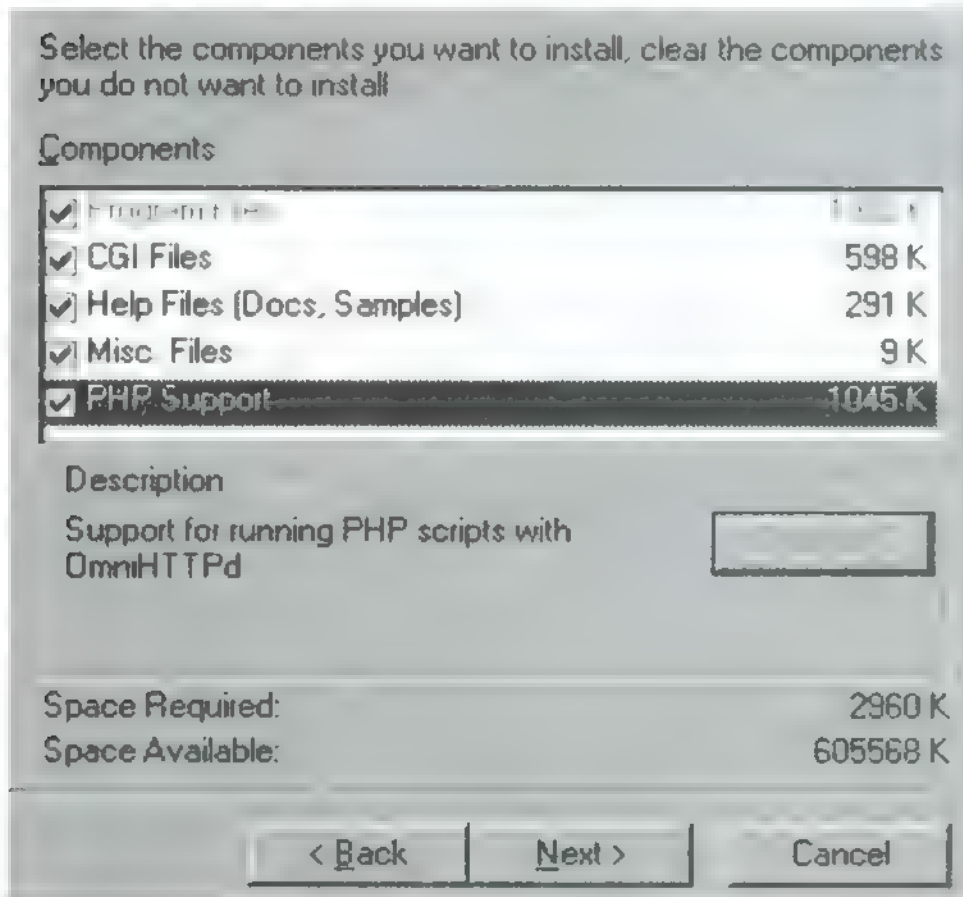 Select the components you want to install, clear the components
you do not want to install
Components
CGI Files 598 K
Help Files (Docs, Samples) 291 K
Misc. Files 9 K
PHP Support 1045 K
Description
Support for running PHP scripts with
OmniHTTPd
Space Required: 2960 K
Space Available: 605568 K
< Back Next > Cancel